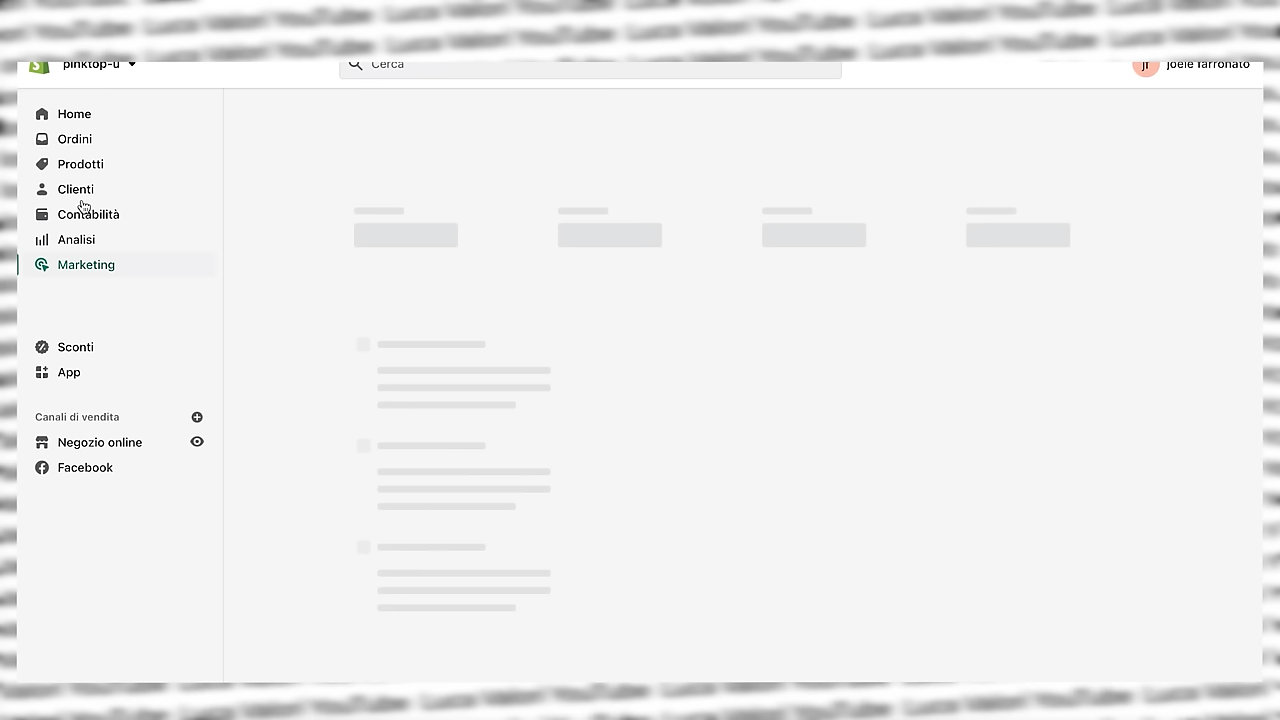 pinktop-u
Cerca
jf
joele farronato
Home
Ordini
Prodotti
Clienti
Contabilità
Analisi
Marketing
Sconti
App
Canali di vendita
Negozio online
Facebook